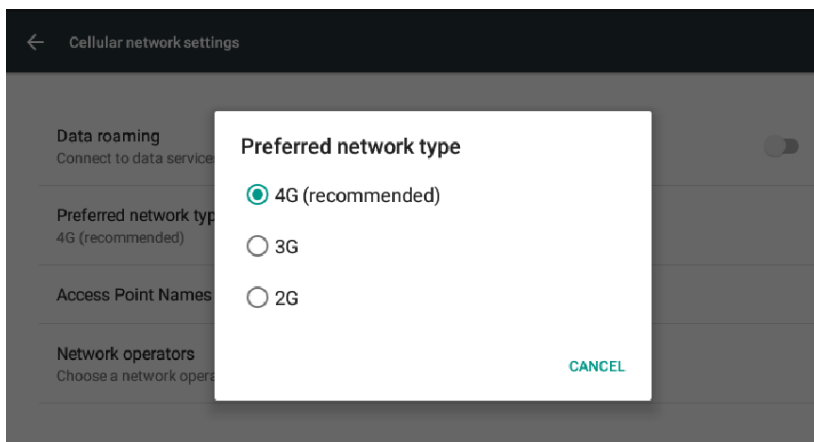 Cellular network settings
Data roaming
Connect to data service
Preferred network typ
4G (recommended)
Access Point Names
Network operators
Choose a network opera
Preferred network type
4G (recommended)
3G
2G
CANCEL